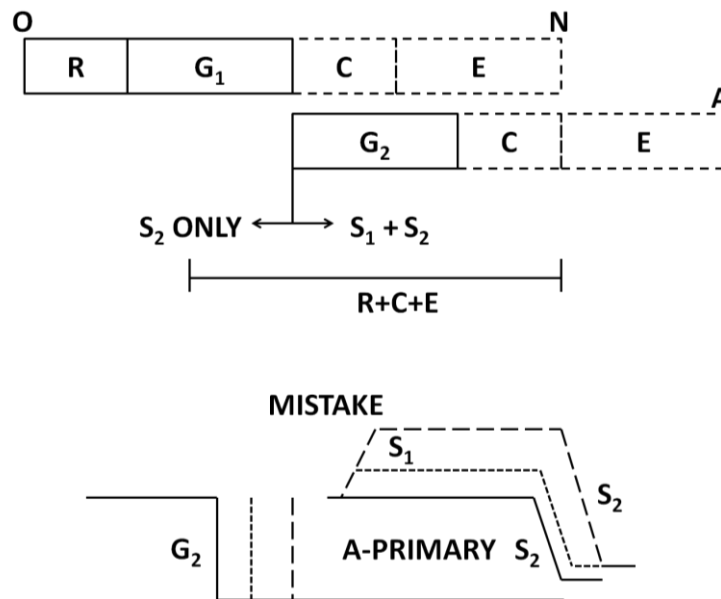 O N
R G₁ C E
A
G₂ C E
S₂ ONLY S₁ + S₂
R+C+E
MISTAKE
S₁
S₂
G₂ A-PRIMARY S₂